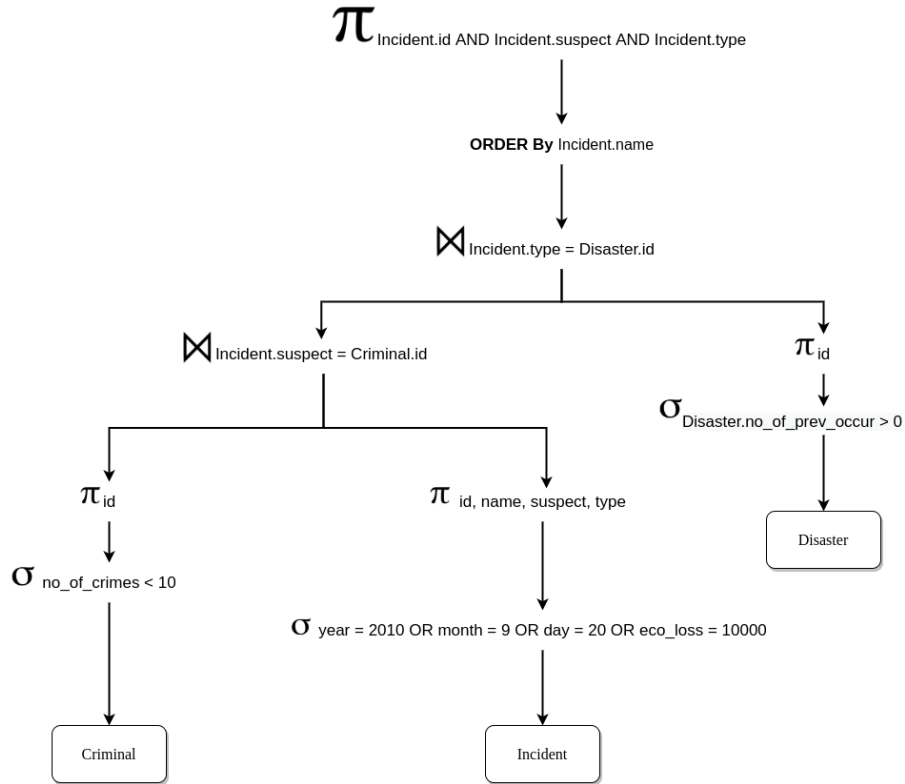 π Incident.id AND Incident.suspect AND Incident.type
ORDER By Incident.name
⋈ Incident.type = Disaster.id
⋈ Incident.suspect = Criminal.id
π id
σ Disaster.no_of_prev_occur > 0
Disaster
π id
σ no_of_crimes < 10
Criminal
π id, name, suspect, type
σ year = 2010 OR month = 9 OR day = 20 OR eco_loss = 10000
Incident